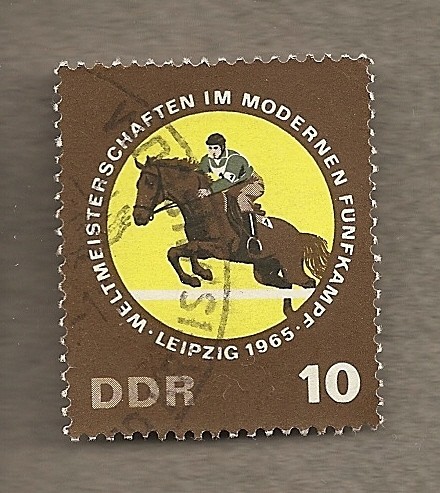 WELTMEISTERSCHAFTEN IM MODERNEN FÜNFKAMPF
· LEIPZIG 1965 ·
DDR
10